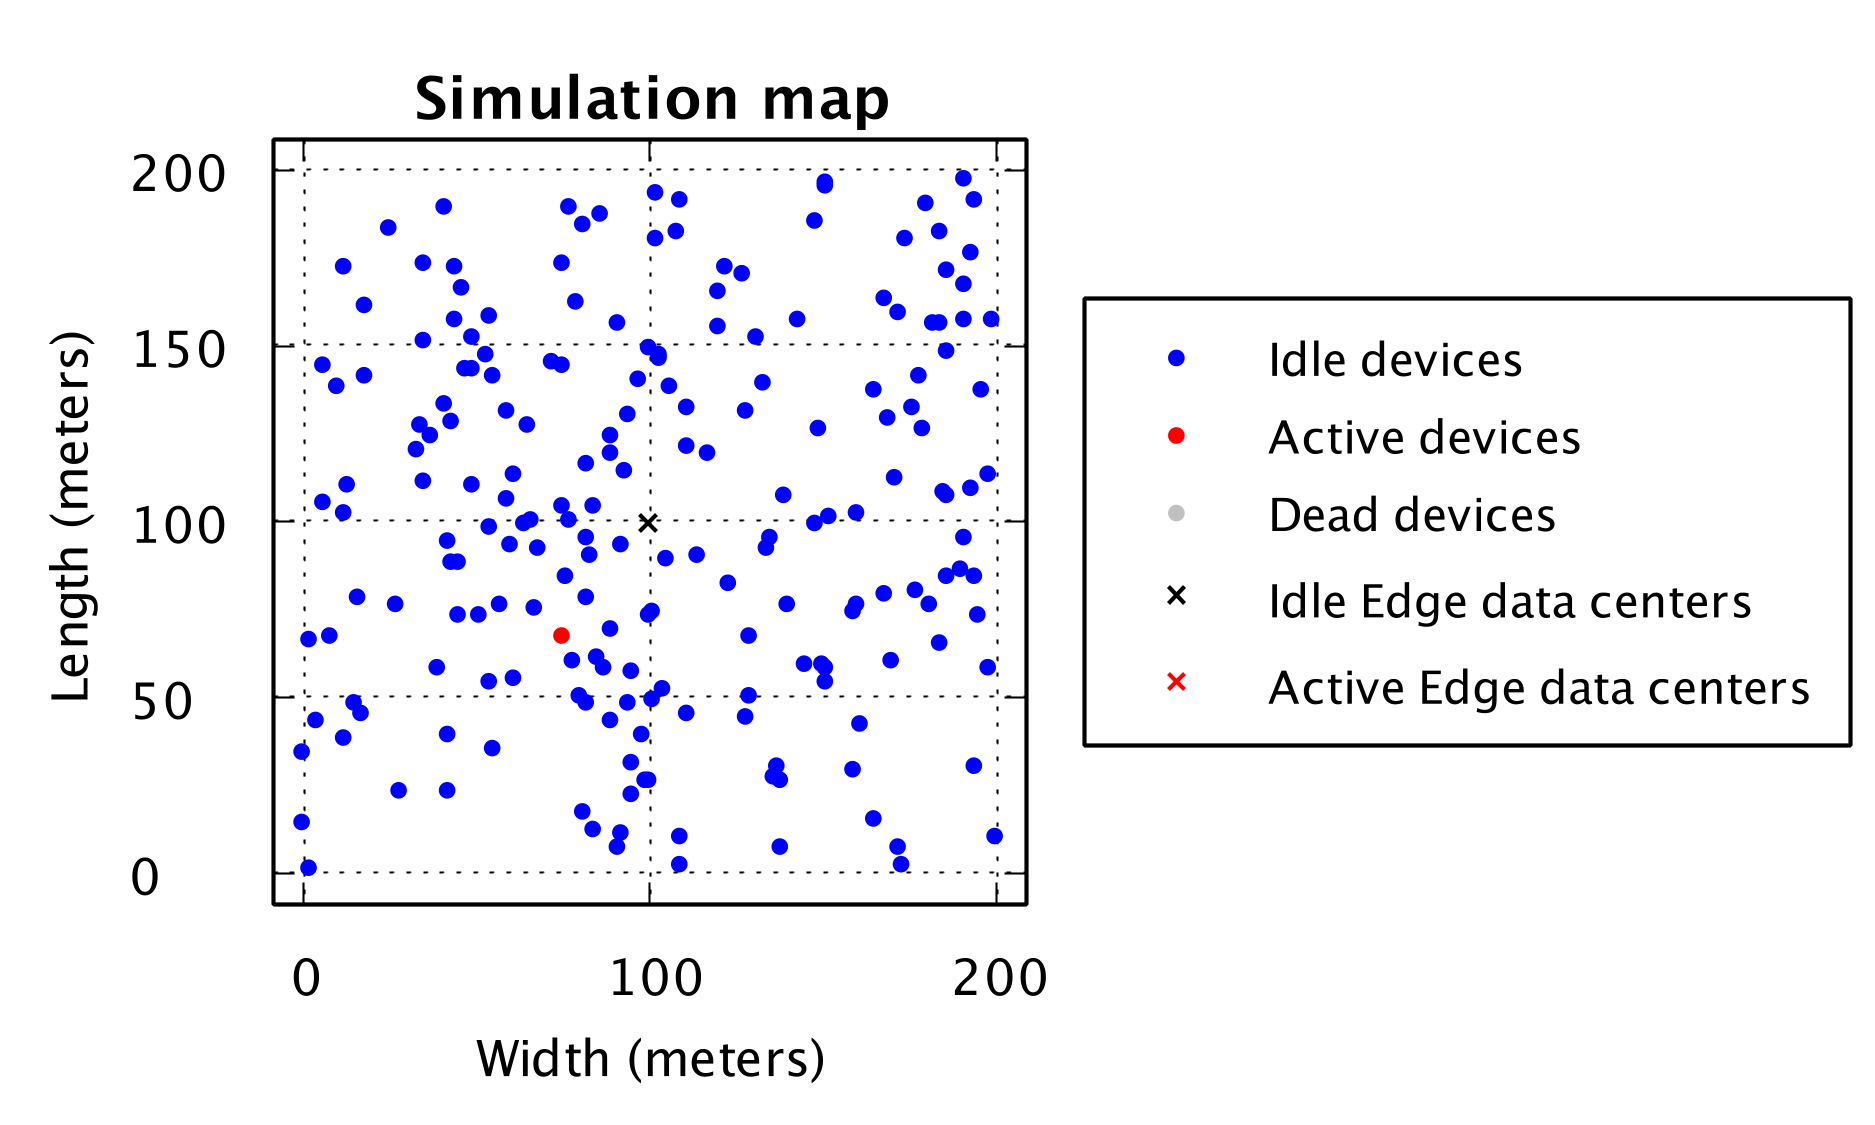 Simulation map
200
150
100
50
0
Length (meters)
0 100 200
Width (meters)
Idle devices
Active devices
Dead devices
Idle Edge data centers
Active Edge data centers